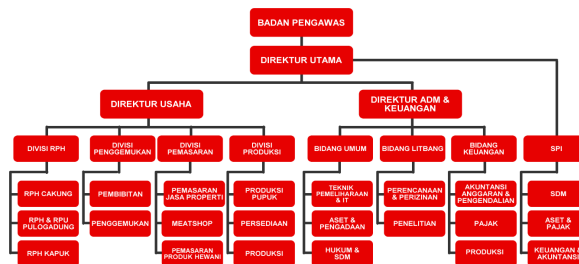 BADAN PENGAWAS
DIREKTUR UTAMA
DIREKTUR USAHA
DIREKTUR ADM &
KEUANGAN
DIVISI RPH
DIVISI
PENGGEMUKAN
DIVISI
PEMASARAN
DIVISI
PRODUKSI
BIDANG UMUM
BIDANG LITBANG
BIDANG
KEUANGAN
SPI
RPH CAKUNG
PEMBIBITAN
PEMASARAN
JASA PROPERTI
PRODUKSI
PUPUK
TEKNIK
PEMELIHARAAN
& IT
PERENCANAAN
& PERIZINAN
AKUNTANSI
ANGGARAN &
PENGENDALIAN
SDM
RPH & RPU
PULOGADUNG
PENGGEMUKAN
MEATSHOP
PERSEDIAAN
ASET &
PENGADAAN
PENELITIAN
PAJAK
ASET &
PAJAK
RPH KAPUK
PEMASARAN
PRODUK HEWANI
PRODUKSI
HUKUM &
SDM
PRODUKSI
KEUANGAN &
AKUNTANSI